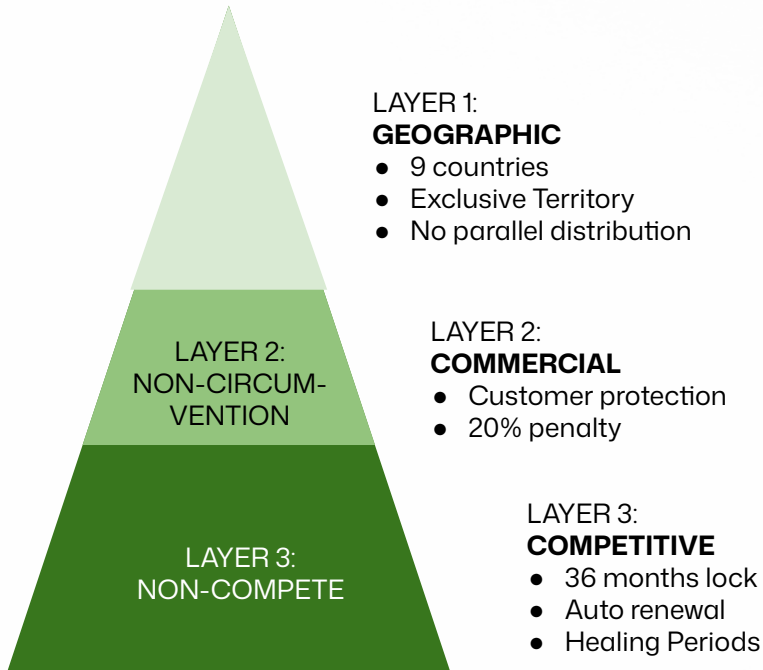 LAYER 1:
GEOGRAPHIC
● 9 countries
● Exclusive Territory
● No parallel distribution
LAYER 2:
NON-CIRCUM-
VENTION
LAYER 2:
COMMERCIAL
● Customer protection
● 20% penalty
LAYER 3:
NON-COMPETE
LAYER 3:
COMPETITIVE
● 36 months lock
● Auto renewal
● Healing Periods